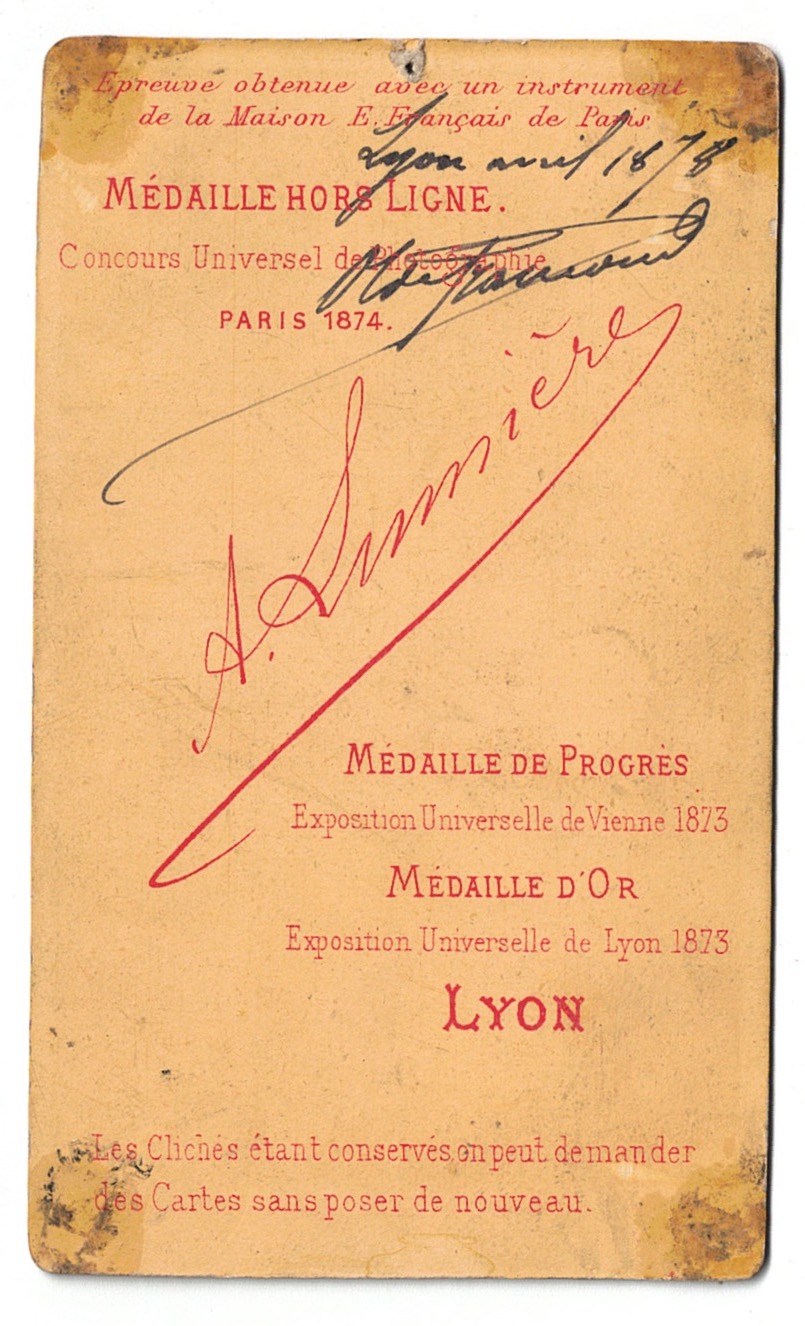 Epreuve obtenue avec un instrument
de la Maison E. Français de Paris
Lyon avril 1878
MÉDAILLE HORS LIGNE.
Concours Universel de Photographie
PARIS 1874.
A. Lumière
MÉDAILLE DE PROGRÈS
Exposition Universelle de Vienne 1873
MÉDAILLE D'OR
Exposition Universelle de Lyon 1873
LYON
Les Clichés étant conservés, on peut demander
des Cartes sans poser de nouveau.